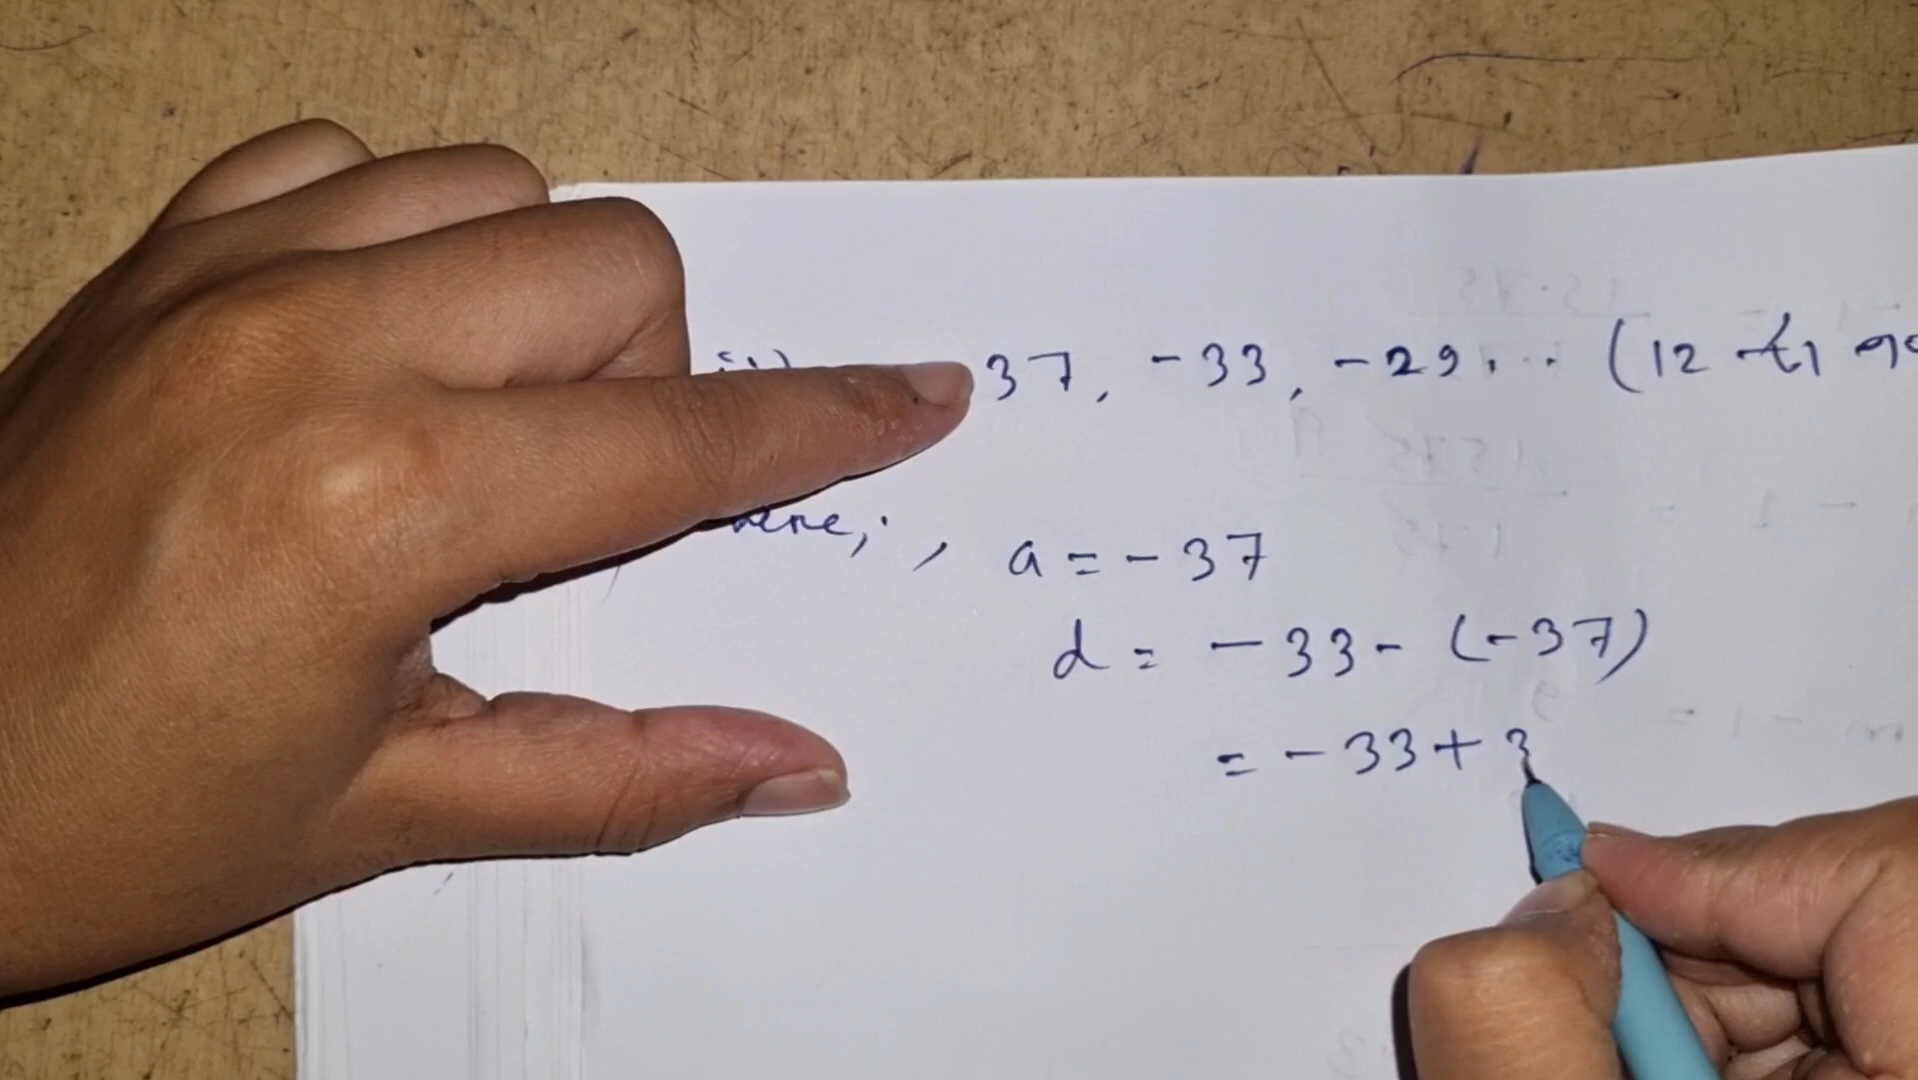 37, -33, -29... (12
a = -37
d = -33 - (-37)
= -33 + 3